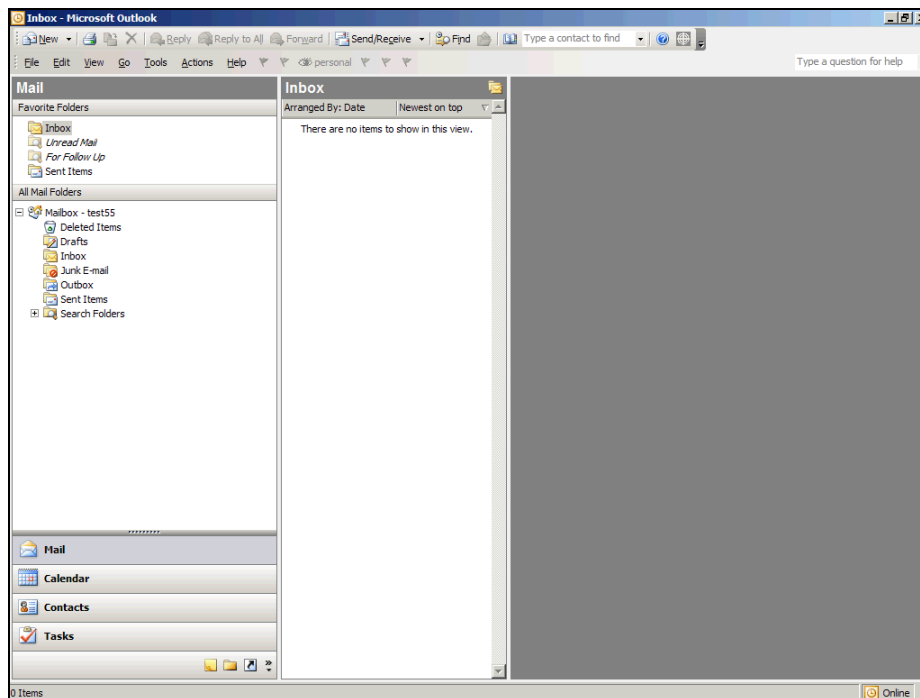 Inbox - Microsoft Outlook
New Reply Reply to All Forward Send/Receive Find Type a contact to find
File Edit View Go Tools Actions Help personal Type a question for help
Mail
Favorite Folders
Inbox
Unread Mail
For Follow Up
Sent Items
All Mail Folders
Mailbox - test55
Deleted Items
Drafts
Inbox
Junk E-mail
Outbox
Sent Items
Search Folders
Mail
Calendar
Contacts
Tasks
Inbox
Arranged By: Date Newest on top
There are no items to show in this view.
0 Items Online